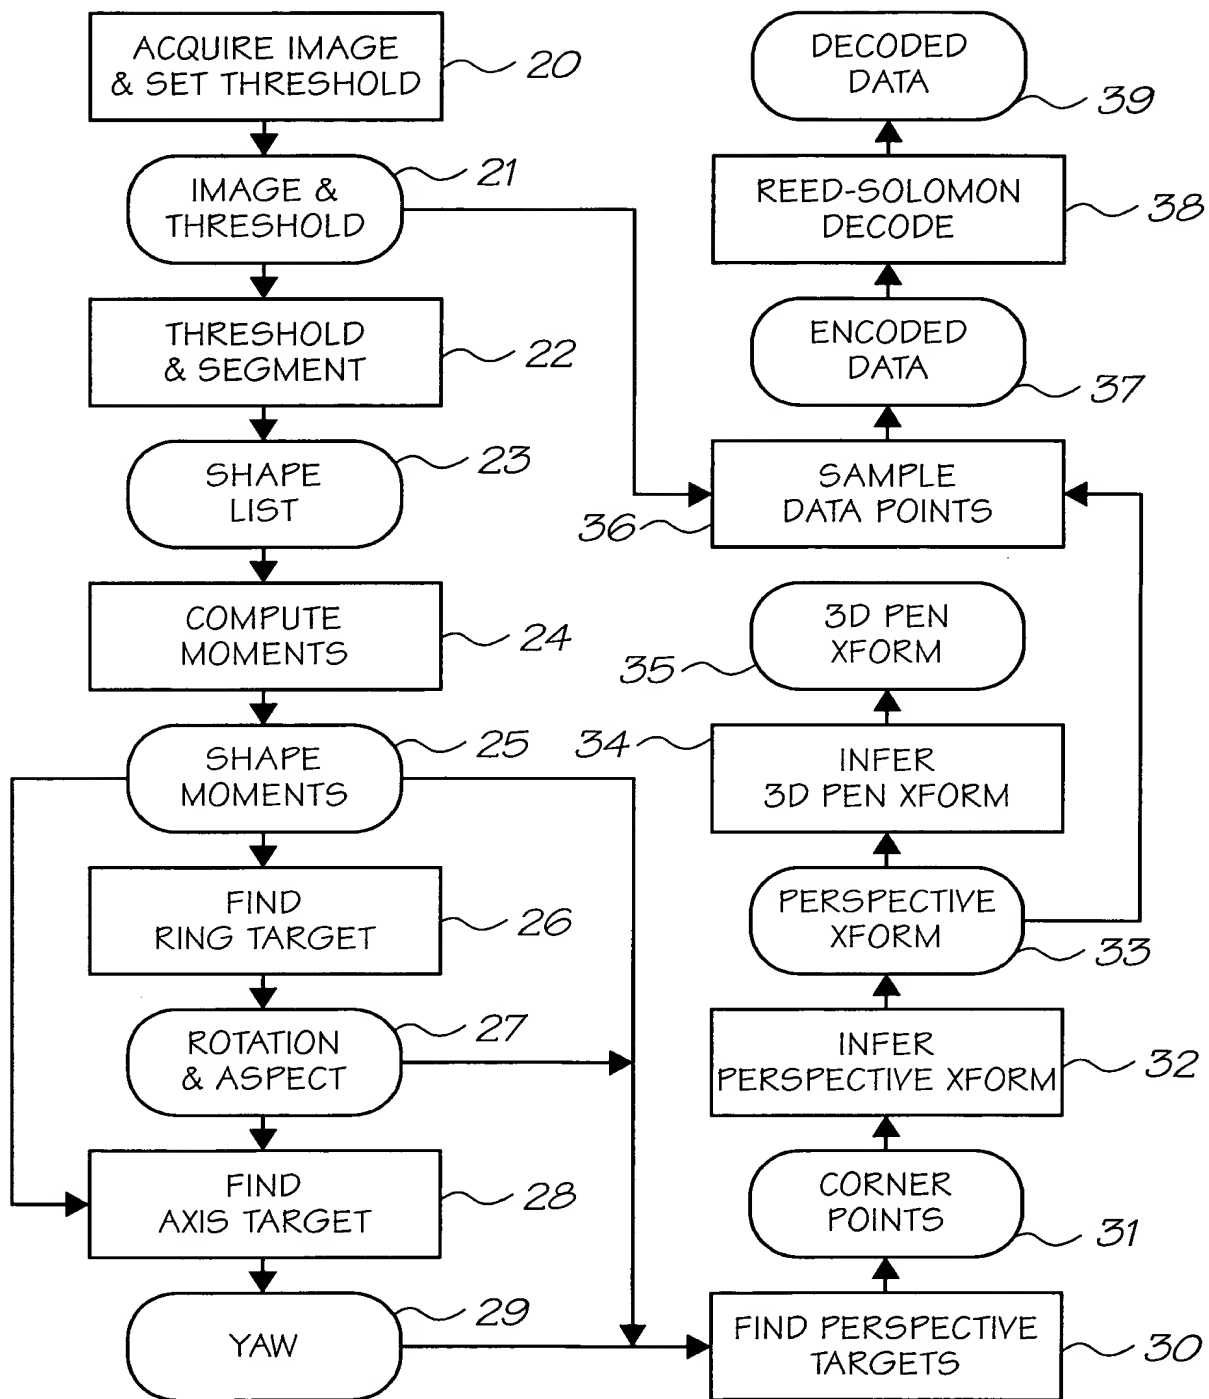 ACQUIRE IMAGE
& SET THRESHOLD
20
IMAGE &
THRESHOLD
21
THRESHOLD
& SEGMENT
22
SHAPE
LIST
23
COMPUTE
MOMENTS
24
SHAPE
MOMENTS
25
FIND
RING TARGET
26
ROTATION
& ASPECT
27
FIND
AXIS TARGET
28
YAW
29
DECODED
DATA
39
REED-SOLOMON
DECODE
38
ENCODED
DATA
37
SAMPLE
DATA POINTS
36
3D PEN
XFORM
35
34
INFER
3D PEN XFORM
PERSPECTIVE
XFORM
33
INFER
PERSPECTIVE XFORM
32
CORNER
POINTS
31
FIND PERSPECTIVE
TARGETS
30